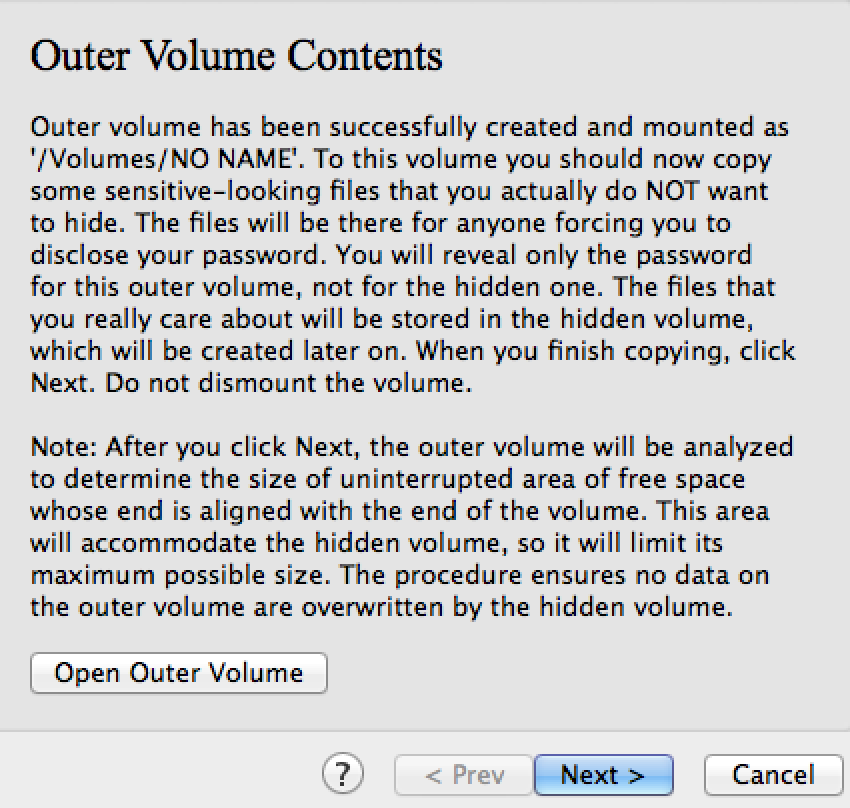 Outer Volume Contents
Outer volume has been successfully created and mounted as
'/Volumes/NO NAME'. To this volume you should now copy
some sensitive-looking files that you actually do NOT want
to hide. The files will be there for anyone forcing you to
disclose your password. You will reveal only the password
for this outer volume, not for the hidden one. The files that
you really care about will be stored in the hidden volume,
which will be created later on. When you finish copying, click
Next. Do not dismount the volume.
Note: After you click Next, the outer volume will be analyzed
to determine the size of uninterrupted area of free space
whose end is aligned with the end of the volume. This area
will accommodate the hidden volume, so it will limit its
maximum possible size. The procedure ensures no data on
the outer volume are overwritten by the hidden volume.
Open Outer Volume
? < Prev Next > Cancel